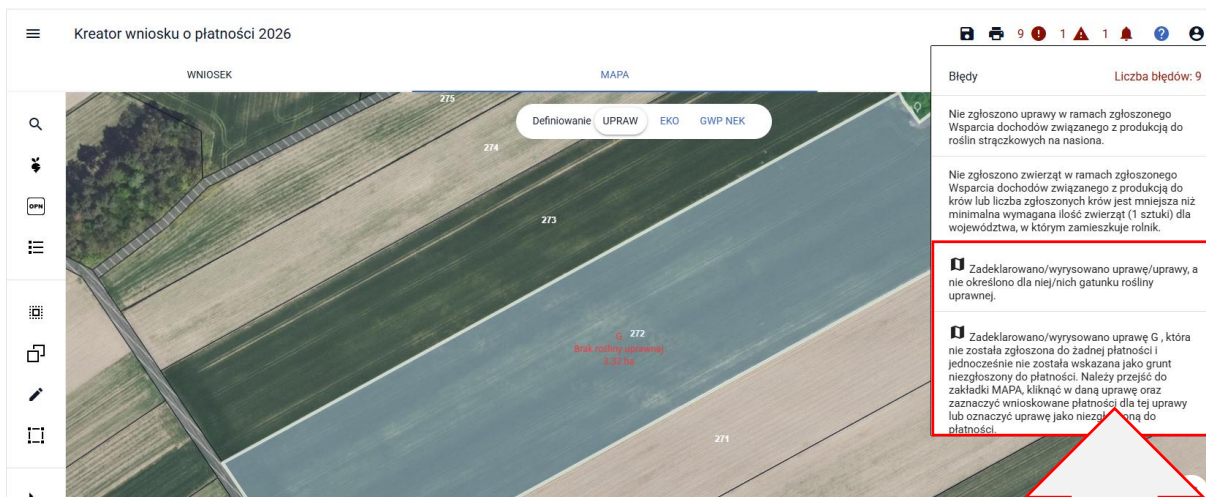 Kreator wniosku o płatności 2026
9 1 1
WNIOSEK
MAPA
Błędy
Liczba błędów: 9
Definiowanie UPRAW EKO GWP NEK
OPN
275
274
273
G 272
Brak rośliny uprawnej
3.32 ha
271
Nie zgłoszono uprawy w ramach zgłoszonego
Wsparcia dochodów związanego z produkcją do
roślin strączkowych na nasiona.
Nie zgłoszono zwierząt w ramach zgłoszonego
Wsparcia dochodów związanego z produkcją do
krów lub liczba zgłoszonych krów jest mniejsza niż
minimalna wymagana ilość zwierząt (1 sztuki) dla
województwa, w którym zamieszkuje rolnik.
Zadeklarowano/wyrysowano uprawę/uprawy, a
nie określono dla niej/nich gatunku rośliny
uprawnej.
Zadeklarowano/wyrysowano uprawę G , która
nie została zgłoszona do żadnej płatności i
jednocześnie nie została wskazana jako grunt
niezgłoszony do płatności. Należy przejść do
zakładki MAPA, kliknąć w daną uprawę oraz
zaznaczyć wnioskowane płatności dla tej uprawy
lub oznaczyć uprawę jako do
płatności.